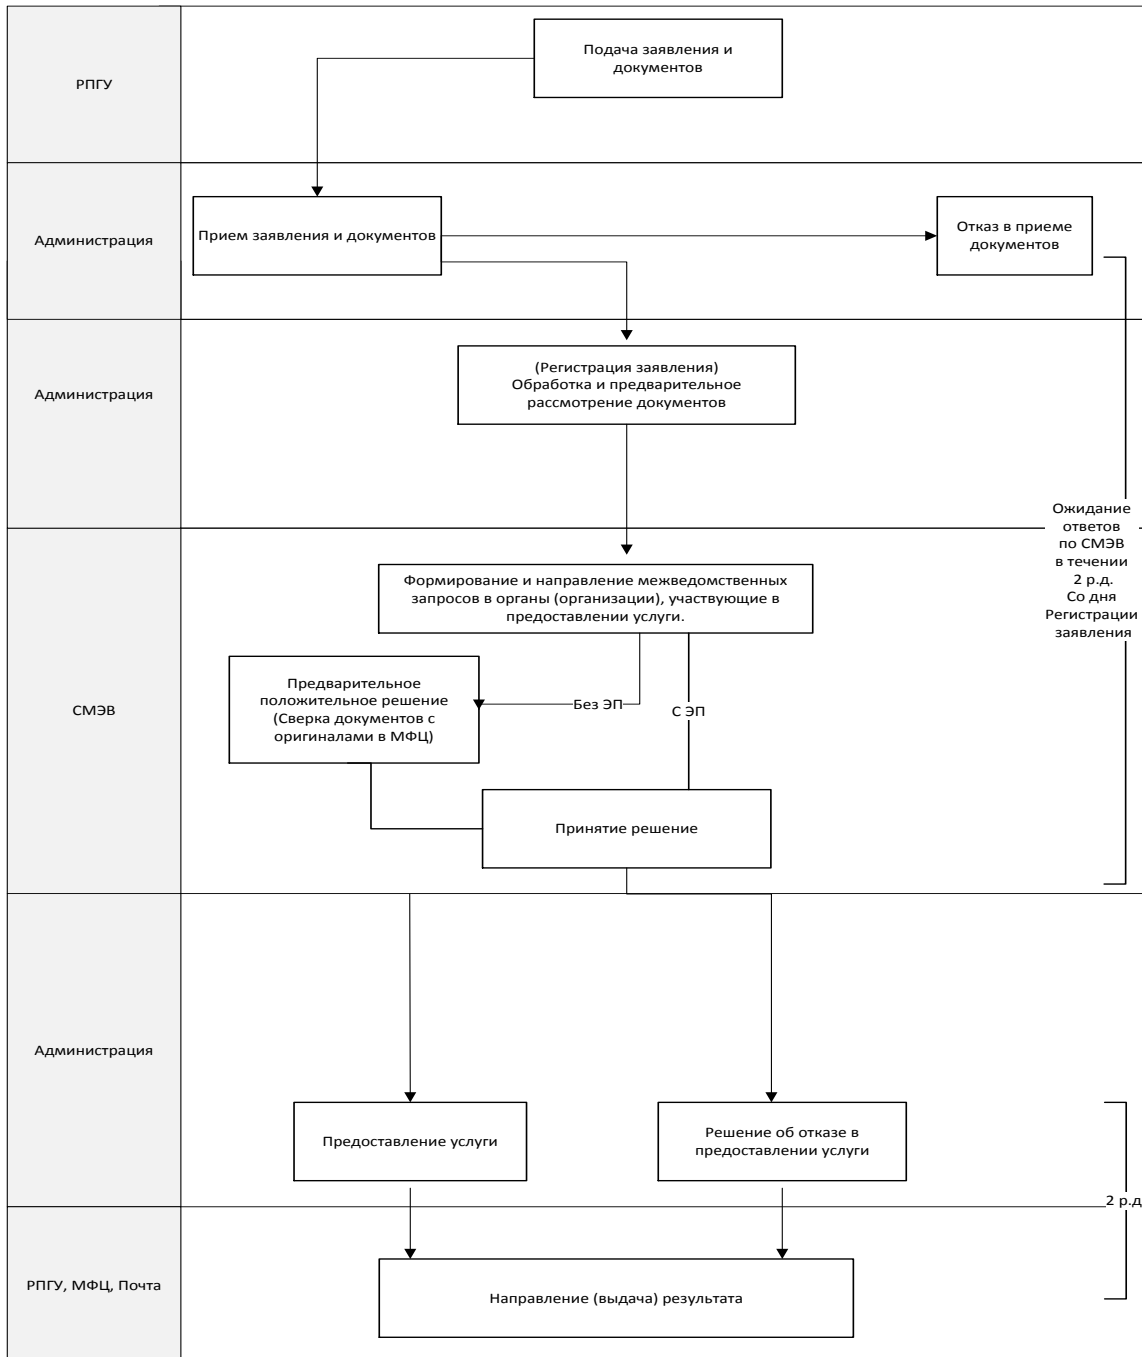 РПГУ
Подача заявления и
документов
Администрация
Прием заявления и документов
Отказ в приеме
документов
Администрация
(Регистрация заявления)
Обработка и предварительное
рассмотрение документов
Ожидание
ответов
по СМЭВ
в течении
2 р.д.
Со дня
Регистрации
заявления
СМЭВ
Формирование и направление межведомственных
запросов в органы (организации), участвующие в
предоставлении услуги.
Предварительное
положительное решение
(Сверка документов с
оригиналами в МФЦ)
Без ЭП
С ЭП
Принятие решение
Администрация
Предоставление услуги
Решение об отказе в
предоставлении услуги
2 р.д
РПГУ, МФЦ, Почта
Направление (выдача) результата